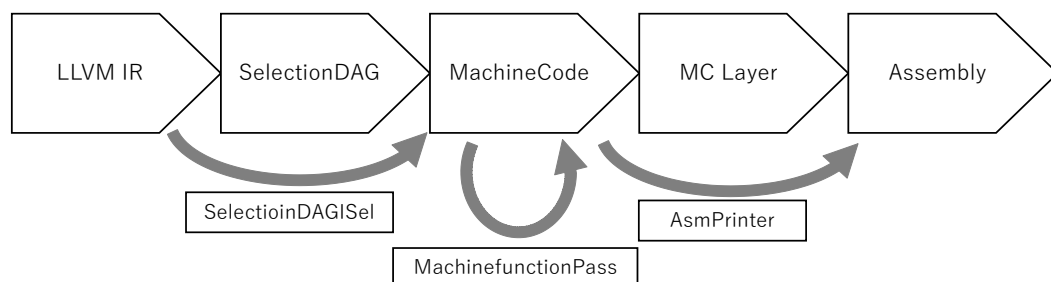 LLVM IR
SelectionDAG
MachineCode
MC Layer
Assembly
SelectioinDAGISel
AsmPrinter
MachinefunctionPass